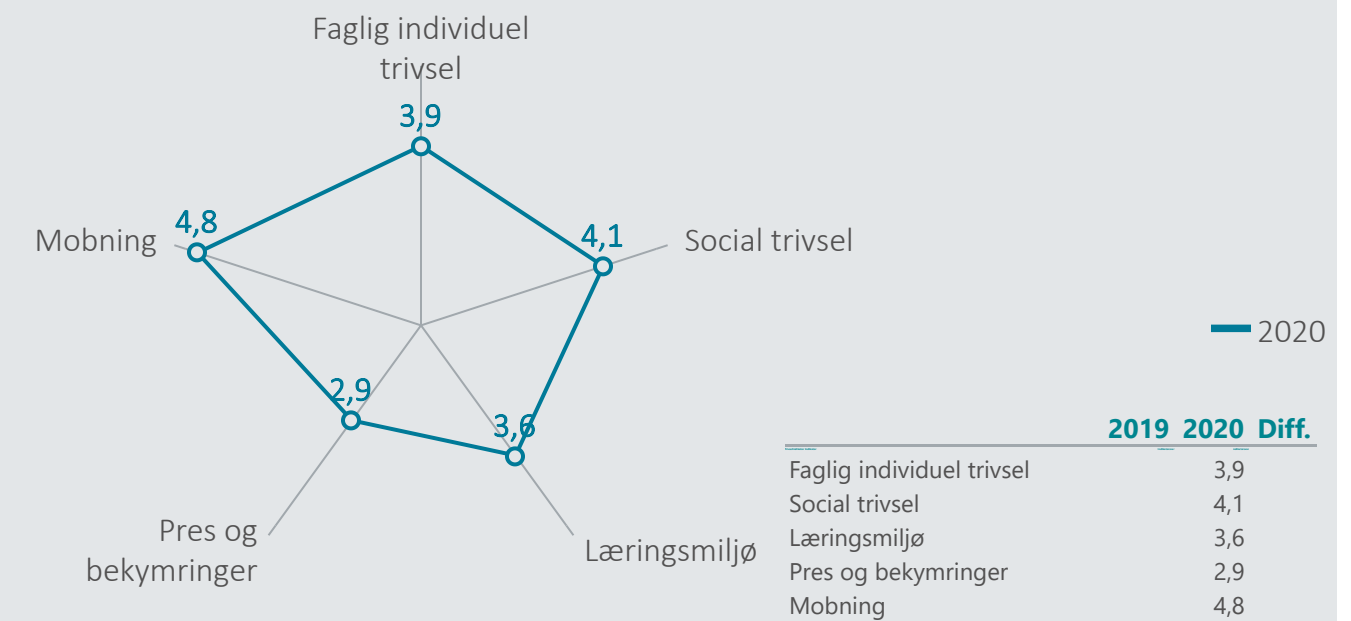 Faglig individuel
trivsel
3,9
4,8
Mobning
4,1
Social trivsel
2020
2,9
3,6
Pres og
bekymringer
Læringsmiljø
2019 2020 Diff.
Faglig individuel trivsel 3,9
Social trivsel 4,1
Læringsmiljø 3,6
Pres og bekymringer 2,9
Mobning 4,8